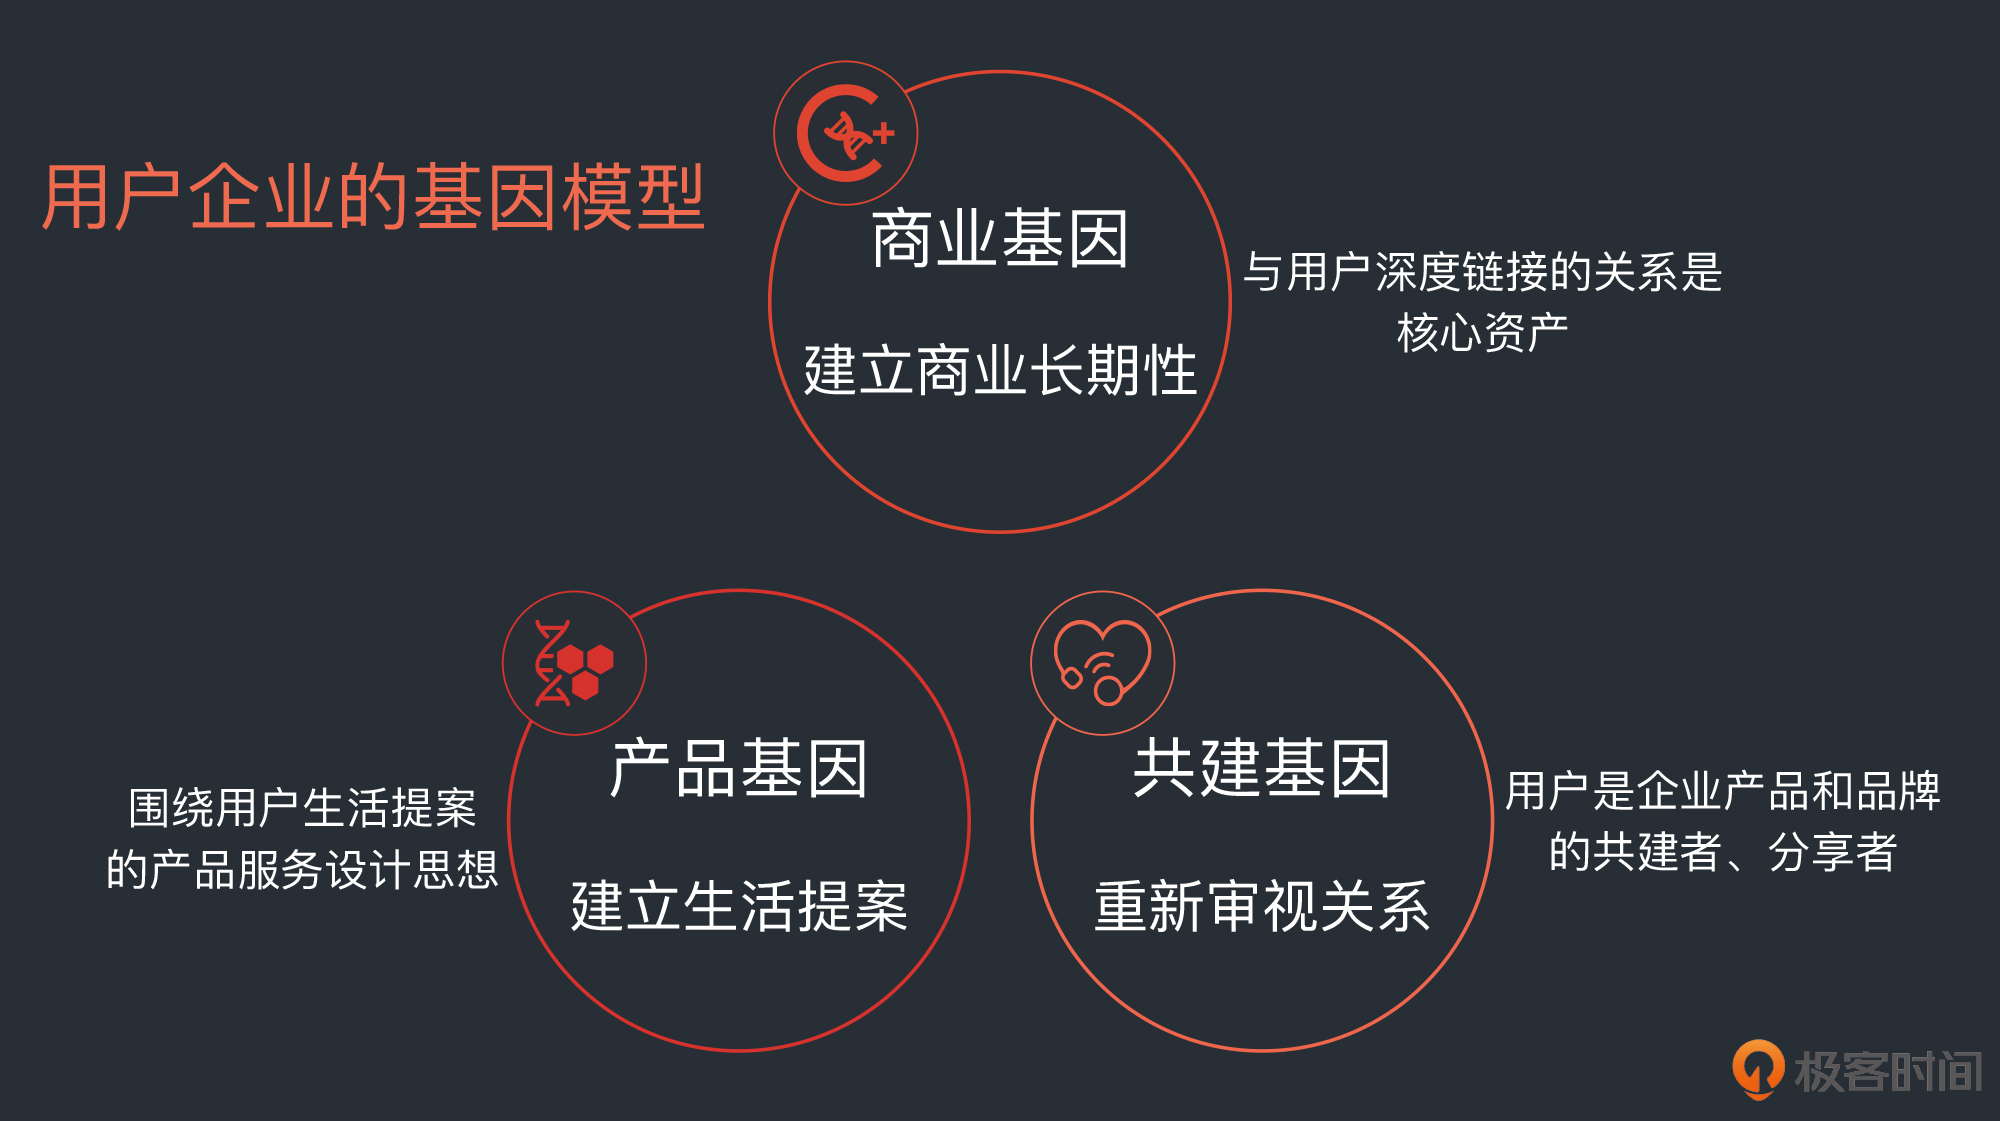 用户企业的基因模型
商业基因
建立商业长期性
与用户深度链接的关系是
核心资产
产品基因
建立生活提案
围绕用户生活提案
的产品服务设计思想
共建基因
重新审视关系
用户是企业产品和品牌
的共建者、分享者
极客时间